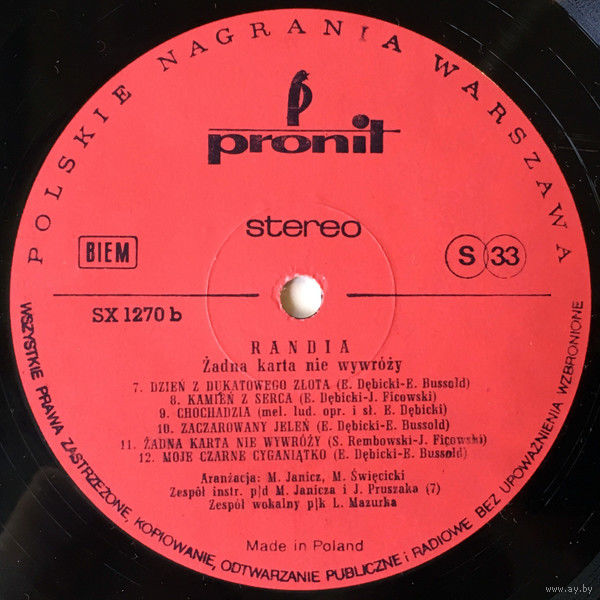 POLSKIE NAGRANIA WARSZAWA
pronit
stereo
BIEM
S 33
SX 1270 b
RANDIA
Żadna karta nie wywróży
7. DZIEŃ Z DUKATOWEGO ZŁOTA (E. Dębicki-E. Bussold)
8. KAMIEŃ Z SERCA (E. Dębicki-J. Ficowski)
9. CHOCHADZIA (mel. lud. opr. i sł. E. Dębicki)
10. ZACZAROWANY JELEŃ (E. Dębicki-E. Bussold)
11. ŻADNA KARTA NIE WYWRÓŻY (S. Rembowski-J. Ficowski)
12. MOJE CZARNE CYGANIĄTKO (E. Dębicki-E. Bussold)
Aranżacja: M. Janicz, M. Święcicki
Zespół instr. p/d M. Janicza i J. Pruszaka (7)
Zespół wokalny p/k L. Mazurka
Made in Poland
WSZYSTKIE PRAWA ZASTRZEŻONE, KOPIOWANIE, ODTWARZANIE PUBLICZNE i RADIOWE BEZ UPOWAŻNIENIA WZBRONIONE
www.ay.by